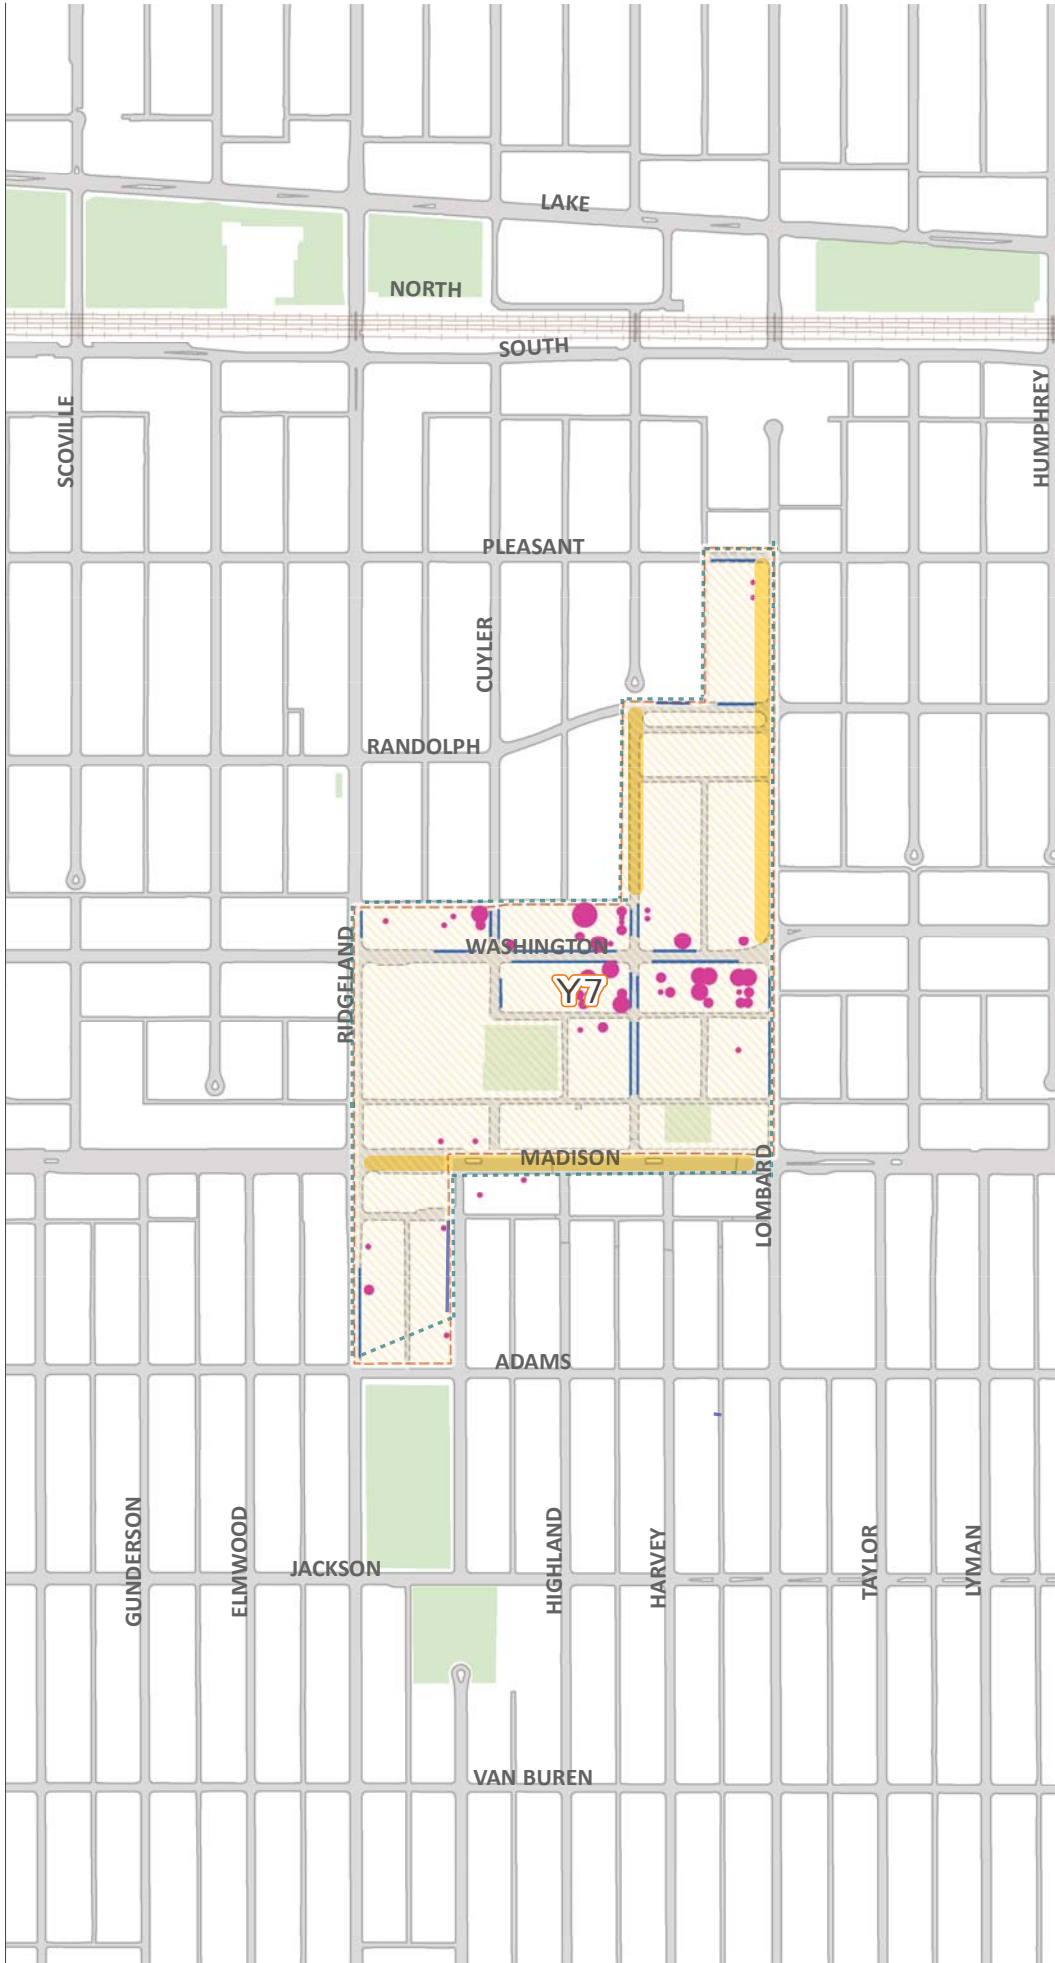 LAKE
NORTH
SOUTH
SCOVILLE
HUMPHREY
PLEASANT
CUYLER
RANDOLPH
WASHINGTON
RIDGELAND
Y7
MADISON
LOMBARD
ADAMS
GUNDERSON
ELMWOOD
JACKSON
HIGHLAND
HARVEY
TAYLOR
LYMAN
VAN BUREN